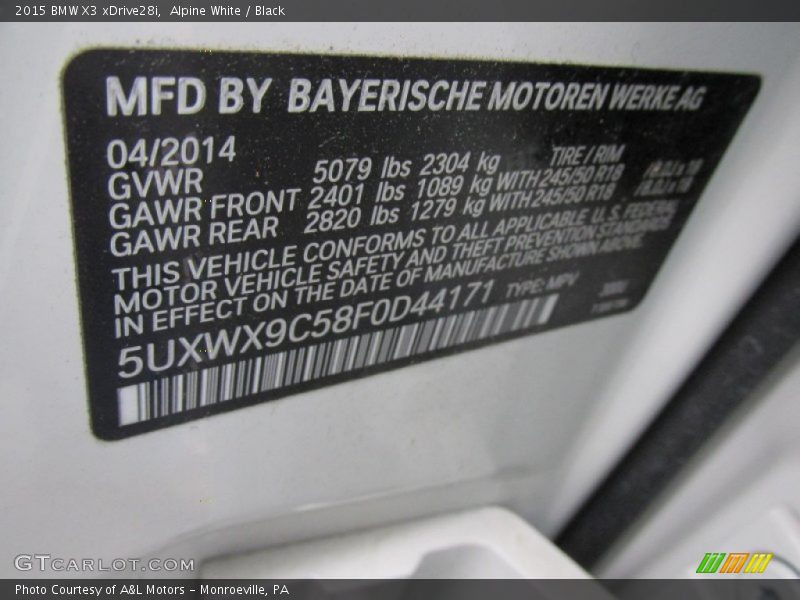 2015 BMW X3 xDrive28i,  Alpine White / Black
MFD BY BAYERISCHE MOTOREN WERKE AG
04/2014 TIRE / RIM
GVWR 5079 lbs 2304 kg
GAWR FRONT 2401 lbs 1089 kg WITH 245/50 R18
GAWR REAR 2820 lbs 1279 kg WITH 245/50 R18
THIS VEHICLE CONFORMS TO ALL APPLICABLE U.S. FEDERAL
MOTOR VEHICLE SAFETY AND THEFT PREVENTION STANDARDS
IN EFFECT ON THE DATE OF MANUFACTURE SHOWN ABOVE.
5UXWX9C58F0D44171 TYPE: MPV
GTCARLOT.COM
Photo Courtesy of A&L Motors – Monroeville, PA